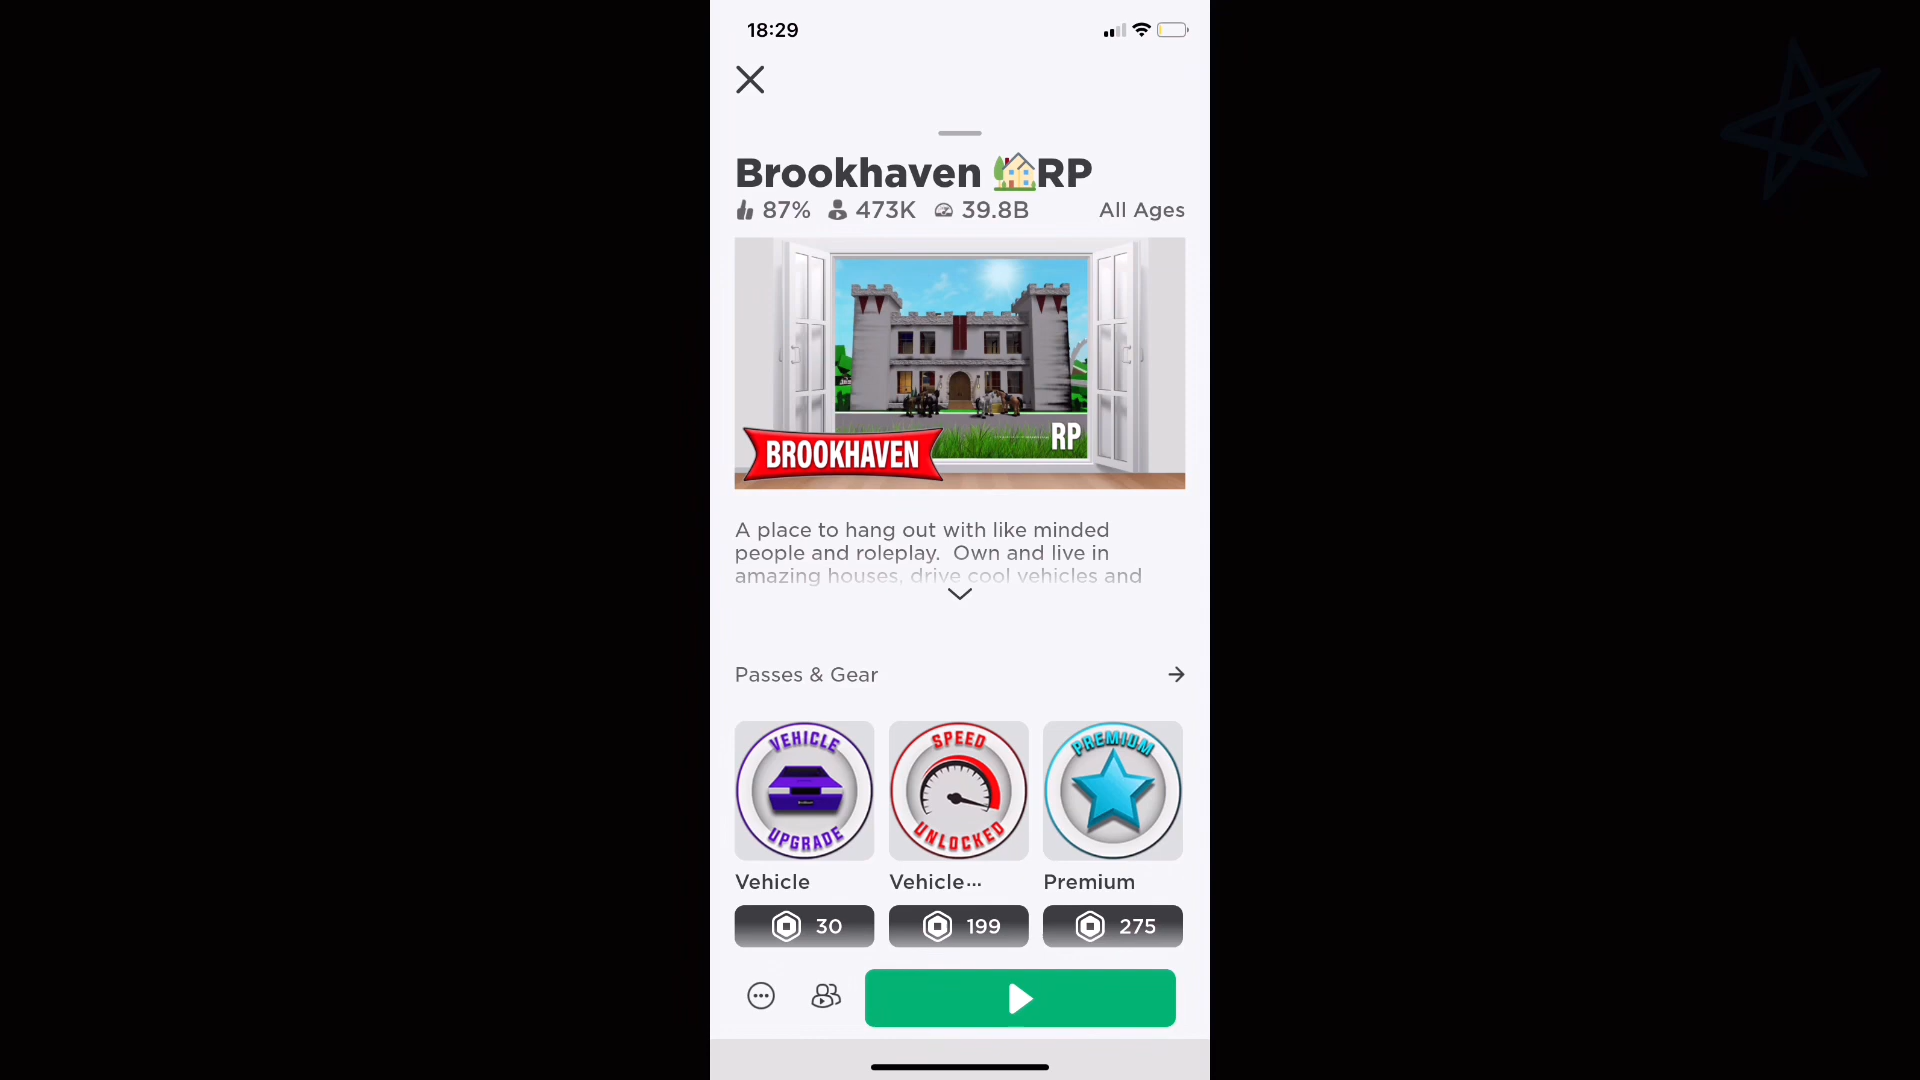 18:29
Brookhaven 🏡RP
87% 473K 39.8B All Ages
RP
BROOKHAVEN
A place to hang out with like minded
people and roleplay.  Own and live in
amazing houses, drive cool vehicles and
Passes & Gear
VEHICLE
UPGRADE
SPEED
UNLOCKED
PREMIUM
Vehicle Vehicle... Premium
30 199 275